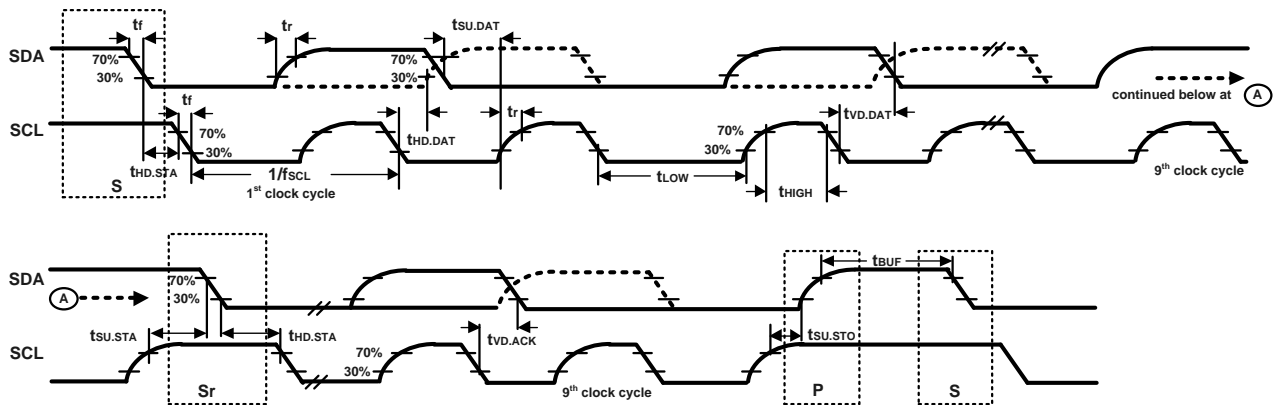 tf tr tSU.DAT
SDA 70% 30% 70% 30%
continued below at A
tf tr tVD.DAT
SCL 70% 30% tHD.DAT 70% 30%
tHD.STA 1/fSCL tLOW tHIGH 9th clock cycle
S 1st clock cycle
SDA 70% 30% tBUF
A
tSU.STA tHD.STA tVD.ACK tSU.STO
SCL 70% 30%
Sr 9th clock cycle P S